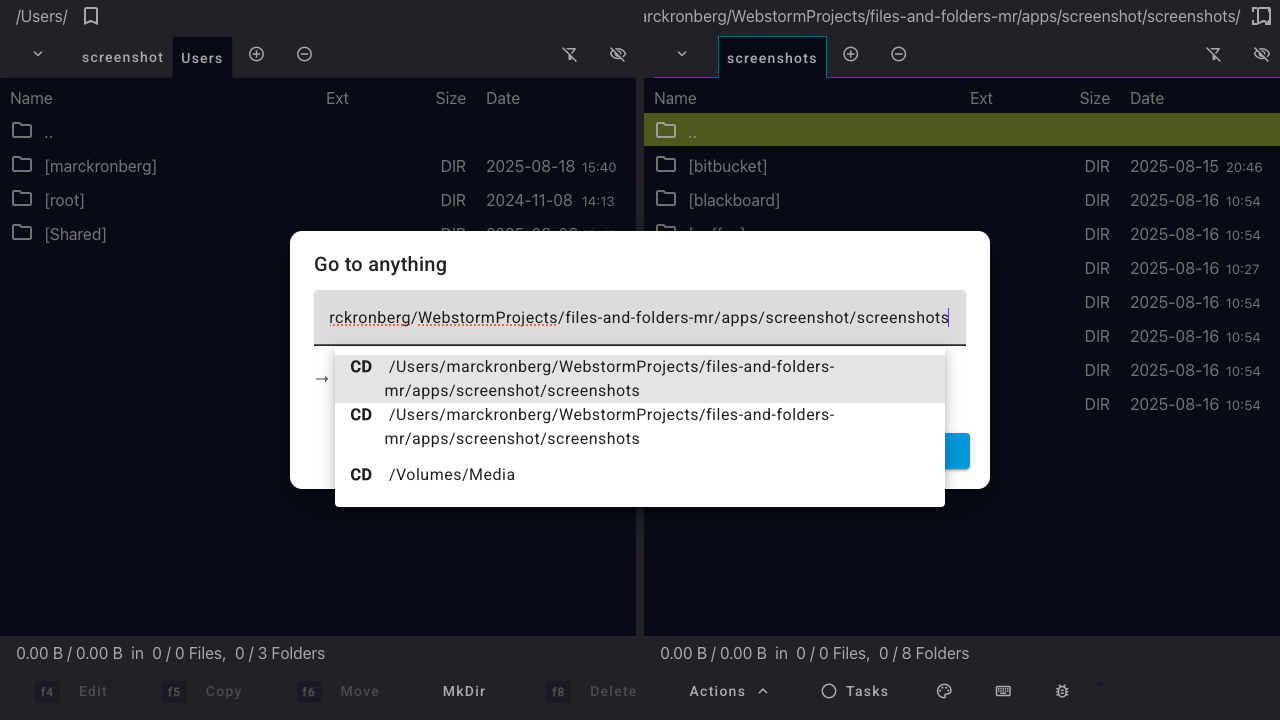 /Users/
rckronberg/WebstormProjects/files-and-folders-mr/apps/screenshot/screenshots/
screenshot Users
screenshots
Name Ext Size Date
Name Ext Size Date
..
..
[marckronberg] DIR 2025-08-18 15:40
[bitbucket] DIR 2025-08-15 20:46
[root] DIR 2024-11-08 14:13
[blackboard] DIR 2025-08-16 10:54
[Shared]
DIR 2025-08-16 10:54
DIR 2025-08-16 10:27
DIR 2025-08-16 10:54
DIR 2025-08-16 10:54
DIR 2025-08-16 10:54
DIR 2025-08-16 10:54
Go to anything
rckronberg/WebstormProjects/files-and-folders-mr/apps/screenshot/screenshots
→
CD /Users/marckronberg/WebstormProjects/files-and-folders-
mr/apps/screenshot/screenshots
CD /Users/marckronberg/WebstormProjects/files-and-folders-
mr/apps/screenshot/screenshots
CD /Volumes/Media
0.00 B / 0.00 B in 0 / 0 Files, 0 / 3 Folders
0.00 B / 0.00 B in 0 / 0 Files, 0 / 8 Folders
f4 Edit f5 Copy f6 Move MkDir f8 Delete Actions Tasks